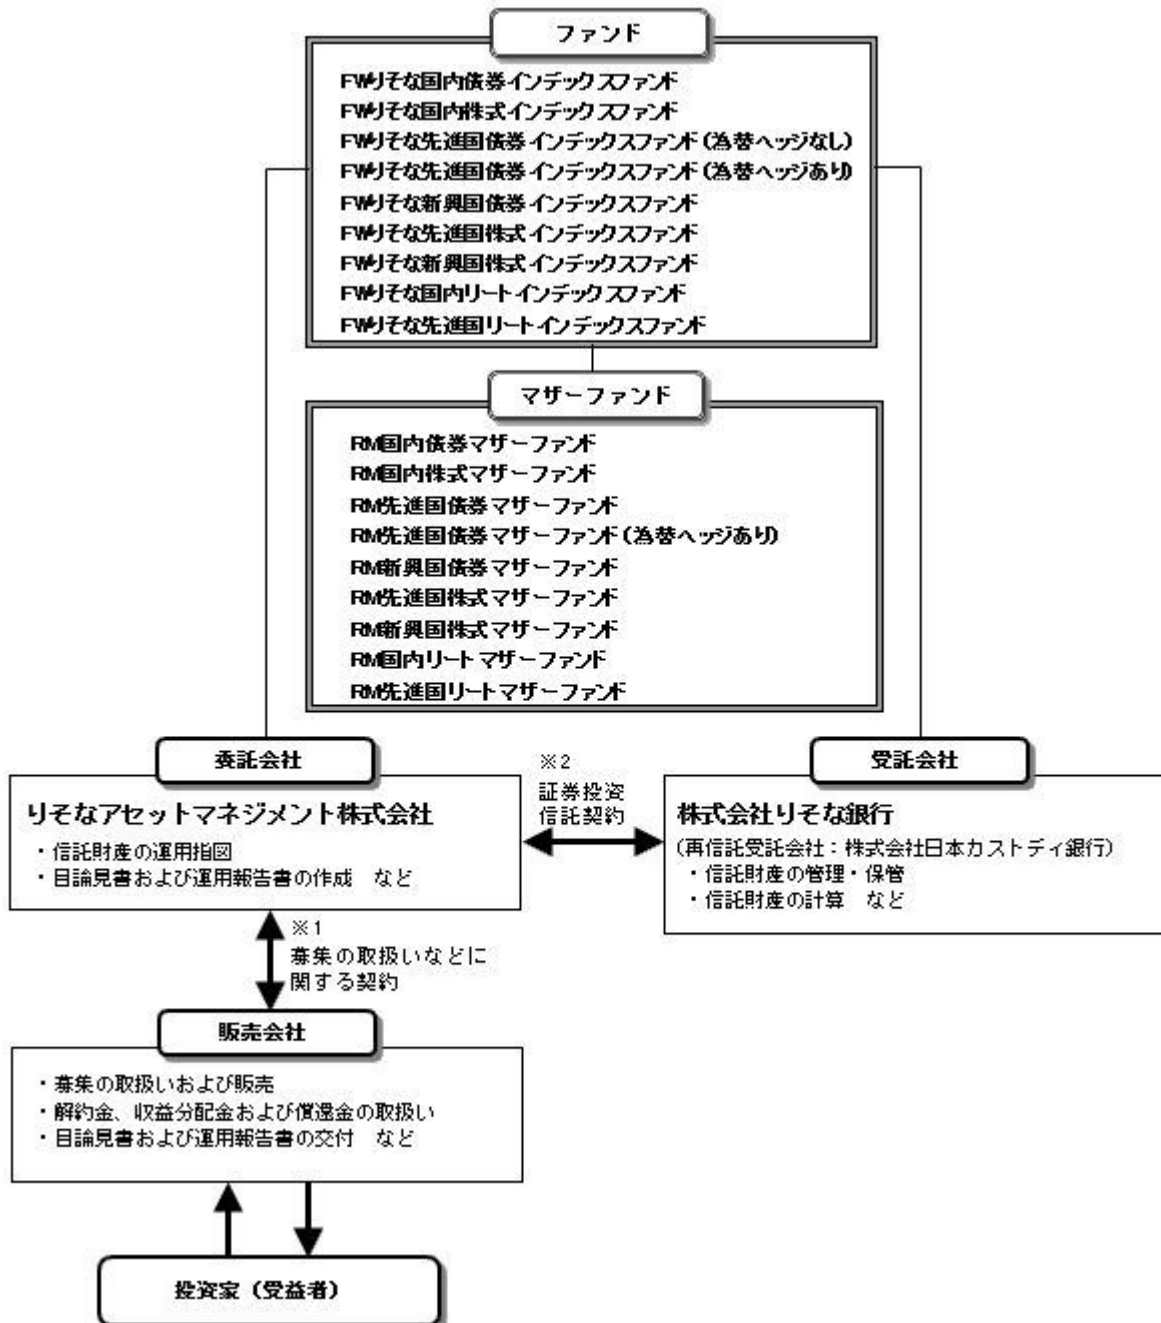 ファンド
FWりそな国内債券インデックスファンド
FWりそな国内株式インデックスファンド
FWりそな先進国債券インデックスファンド(為替ヘッジなし)
FWりそな先進国債券インデックスファンド(為替ヘッジあり)
FWりそな新興国債券インデックスファンド
FWりそな先進国株式インデックスファンド
FWりそな新興国株式インデックスファンド
FWりそな国内リートインデックスファンド
FWりそな先進国リートインデックスファンド
マザーファンド
RM国内債券マザーファンド
RM国内株式マザーファンド
RM先進国債券マザーファンド
RM先進国債券マザーファンド(為替ヘッジあり)
RM新興国債券マザーファンド
RM先進国株式マザーファンド
RM新興国株式マザーファンド
RM国内リートマザーファンド
RM先進国リートマザーファンド
委託会社
りそなアセットマネジメント株式会社
・信託財産の運用指図
・目論見書および運用報告書の作成 など
※2
証券投資
信託契約
受託会社
株式会社りそな銀行
(再信託受託会社:株式会社日本カストディ銀行)
・信託財産の管理・保管
・信託財産の計算 など
※1
募集の取扱いなどに
関する契約
販売会社
・募集の取扱いおよび販売
・解約金、収益分配金および償還金の取扱い
・目論見書および運用報告書の交付 など
投資家(受益者)